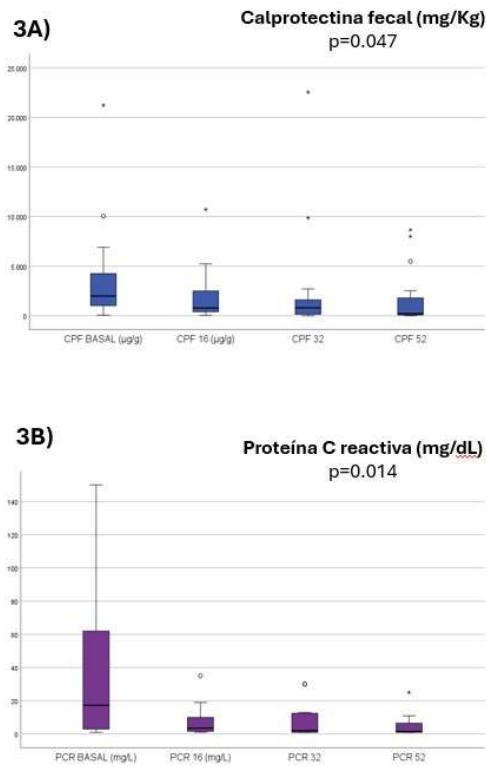 3A)
Calprotectina fecal (mg/Kg)
p=0.047
25.000
20.000
15.000
10.000
5.000
0
CPF BASAL (µg/g) CPF 16 (µg/g) CPF 32 CPF 52
3B)
Proteína C reactiva (mg/dL)
p=0.014
140
120
100
80
60
40
20
0
PCR BASAL (mg/L) PCR 16 (mg/L) PCR 32 PCR 52